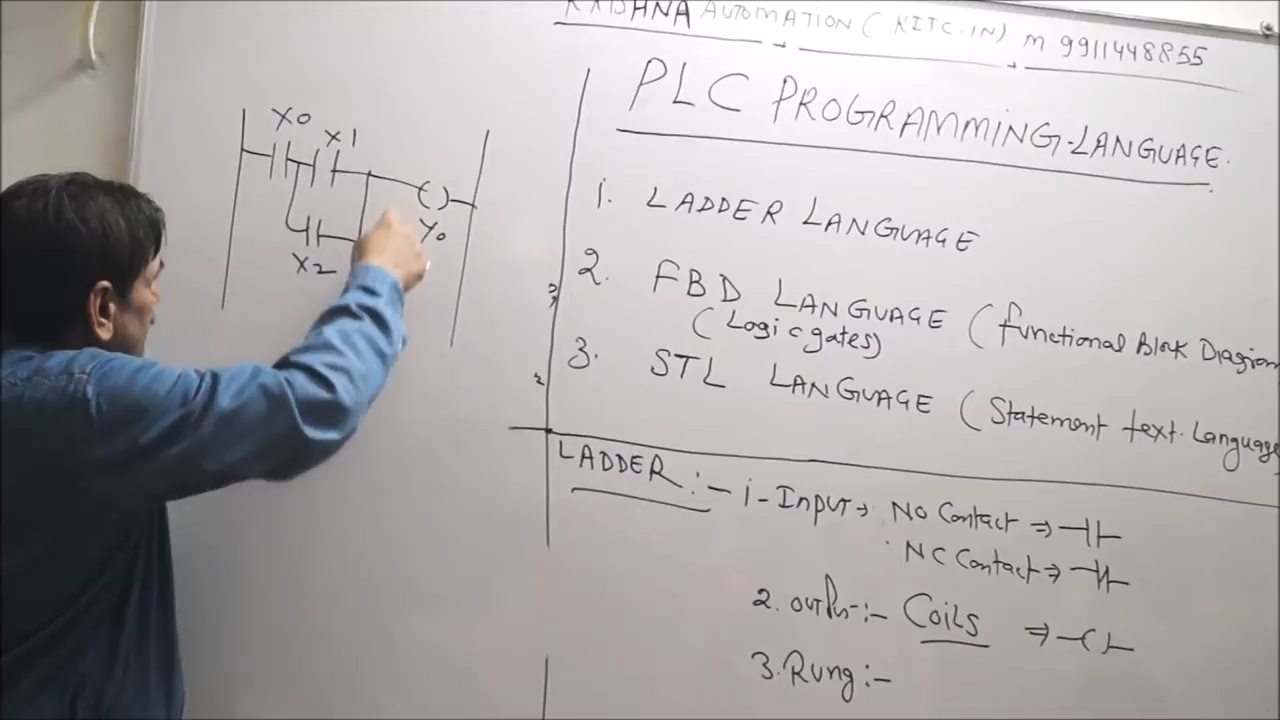 KRISHNA AUTOMATION (KITC.IN) m 9911448855
PLC PROGRAMMING-LANGUAGE.
1. LADDER LANGUAGE
2. FBD LANGUAGE (functional Block Diagram
(Logic gates)
3. STL LANGUAGE (Statement text. Language
LADDER :- i - Input → NO Contact ⇒
NC Contact ⇒
2. output :- Coils ⇒
3. Rung :-
X0
X1
Y0
X2